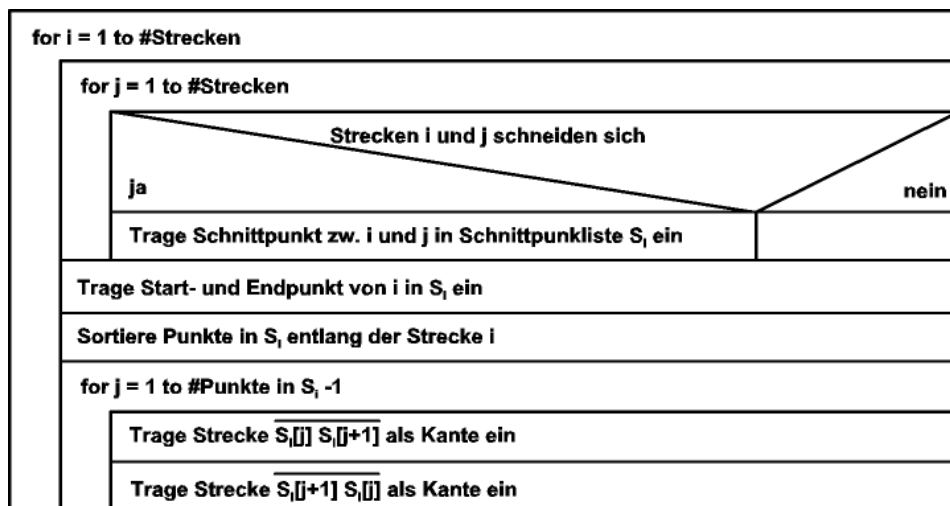 for i = 1 to #Strecken
for j = 1 to #Strecken
Strecken i und j schneiden sich
ja
nein
Trage Schnittpunkt zw. i und j in Schnittpunkliste Si ein
Trage Start- und Endpunkt von i in Si ein
Sortiere Punkte in Si entlang der Strecke i
for j = 1 to #Punkte in Si -1
Trage Strecke Si[j] Si[j+1] als Kante ein
Trage Strecke Si[j+1] Si[j] als Kante ein